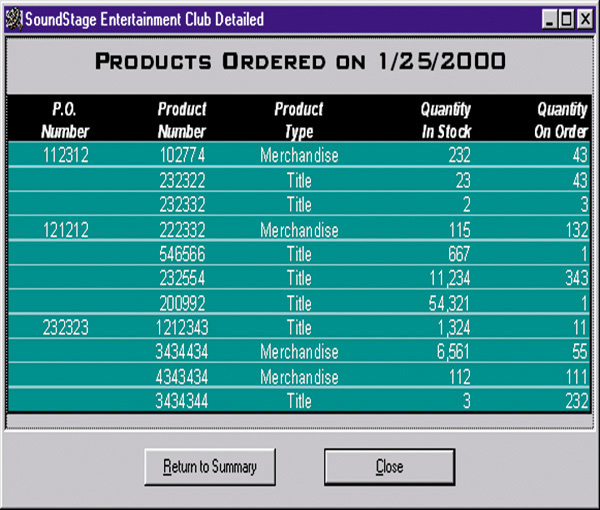 SoundStage Entertainment Club Detailed
PRODUCTS ORDERED ON 1/25/2000
P.O. Product Product Quantity Quantity
Number Number Type In Stock On Order
112312 102774 Merchandise 232 43
232322 Title 23 43
232332 Title 2 3
121212 222332 Merchandise 115 132
546566 Title 667 1
232554 Title 11,234 343
200992 Title 54,321 1
232323 1212343 Title 1,324 11
3434434 Merchandise 6,561 55
4343434 Merchandise 112 111
3434344 Title 3 232
Return to Summary Close